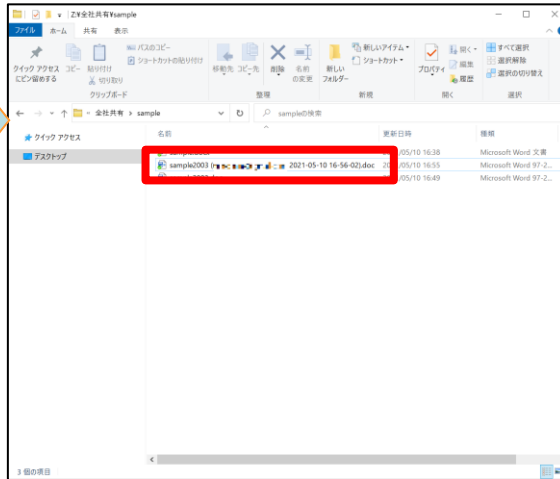 Z:¥全社共有¥sample
ファイル ホーム 共有 表示
クイック アクセス
にピン留めする
コピー
貼り付け
パスのコピー
ショートカットの貼り付け
切り取り
クリップボード
移動先 コピー先 削除 名前
の変更
整理
新しい
フォルダー
新しいアイテム
ショートカット
新規
プロパティ
開く
編集
履歴
開く
すべて選択
選択解除
選択の切り替え
選択
全社共有 › sample
sampleの検索
クイック アクセス
デスクトップ
名前 更新日時 種類
/05/10 16:38 Microsoft Word 文書
sample2003 ( 2021-05-10 16-56-02).doc /05/10 16:55 Microsoft Word 97-2...
/05/10 16:49 Microsoft Word 97-2...
3 個の項目